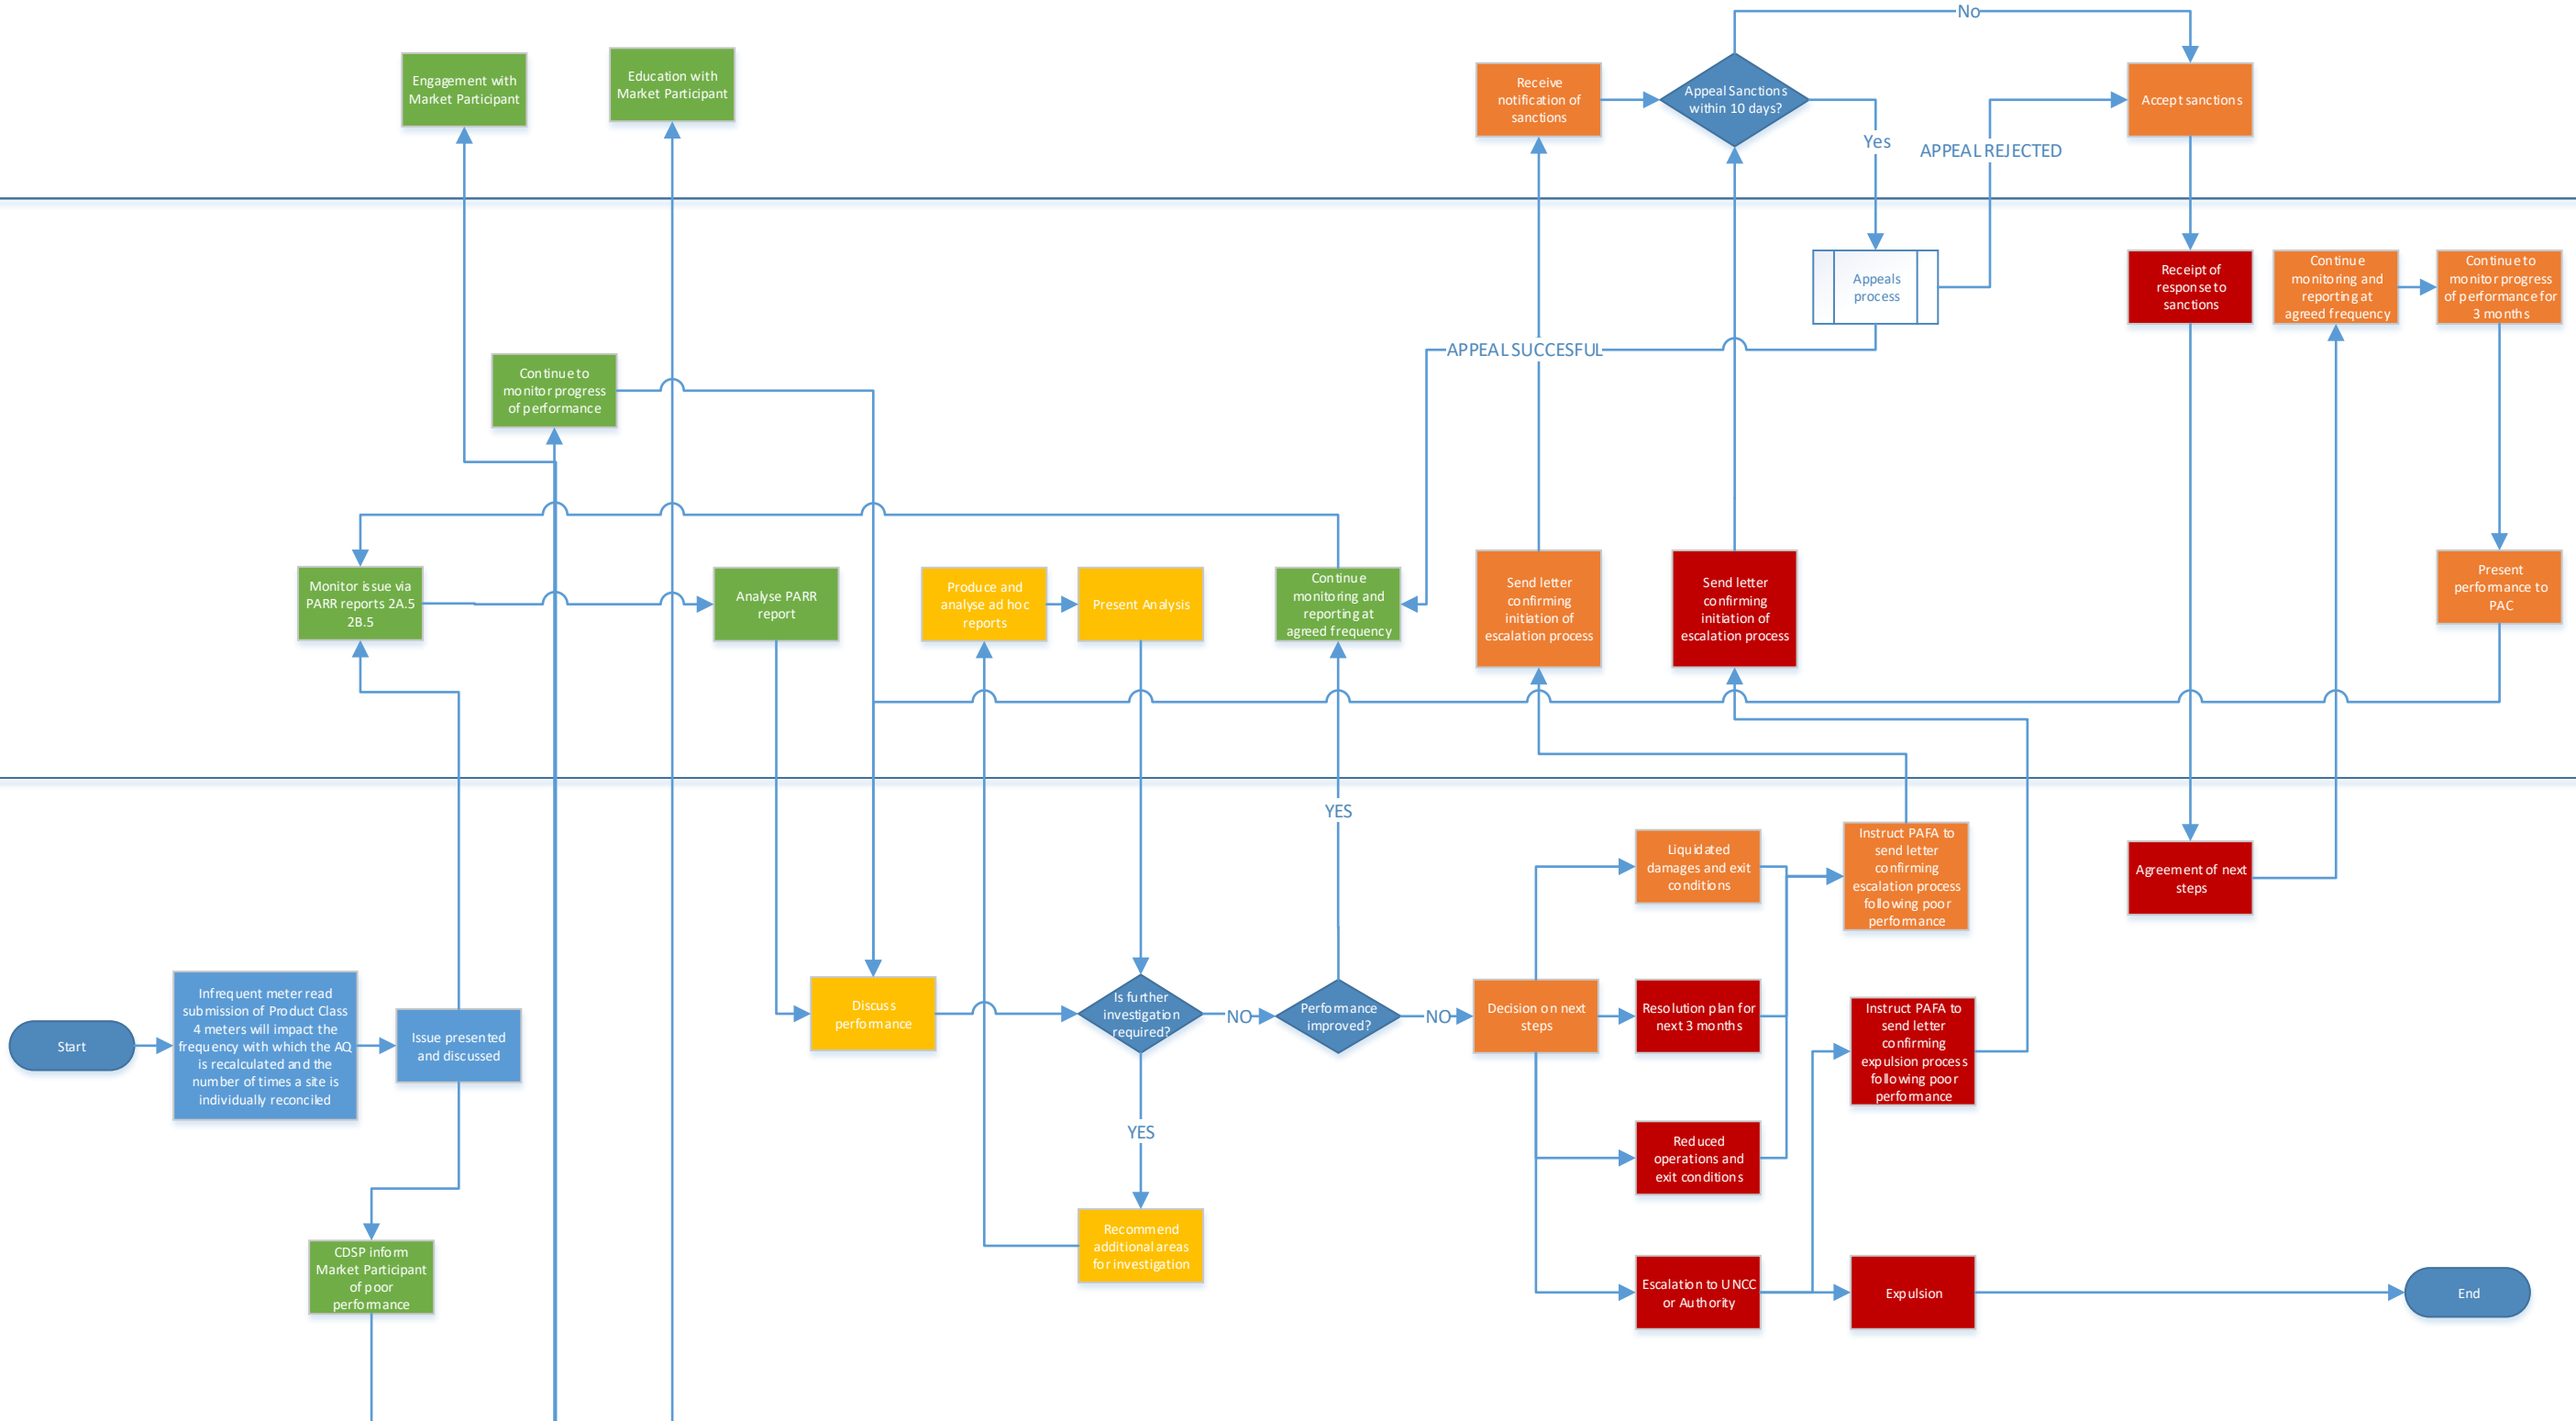 No
Engagement with
Market Participant
Education with
Market Participant
Receive
notification of
sanctions
Appeal Sanctions
within 10 days?
Accept sanctions
Yes
APPEAL REJECTED
Appeals
process
Receipt of
response to
sanctions
Continue
monitoring and
reporting at
agreed frequency
Continue to
monitor progress
of performance for
3 months
APPEAL SUCCESFUL
Continue to
monitor progress
of performance
Monitor issue via
PARR reports 2A.5
2B.5
Analyse PARR
report
Produce and
analyse ad hoc
reports
Present Analysis
Continue
monitoring and
reporting at
agreed frequency
Send letter
confirming
initiation of
escalation process
Send letter
confirming
initiation of
escalation process
Present
performance to
PAC
YES
Liquidated
damages and exit
conditions
Instruct PAFA to
send letter
confirming
escalation process
following poor
performance
Agreement of next
steps
Start
Infrequent meter read
submission of Product Class
4 meters will impact the
frequency with which the AQ
is recalculated and the
number of times a site is
individually reconciled
Issue presented
and discussed
Discuss
performance
Is further
investigation
required?
NO
Performance
improved?
NO
Decision on next
steps
Resolution plan for
next 3 months
Instruct PAFA to
send letter
confirming
expulsion process
following poor
performance
YES
Reduced
operations and
exit conditions
Recommend
additional areas
for investigation
CDSP inform
Market Participant
of poor
performance
Escalation to UNCC
or Authority
Expulsion
End